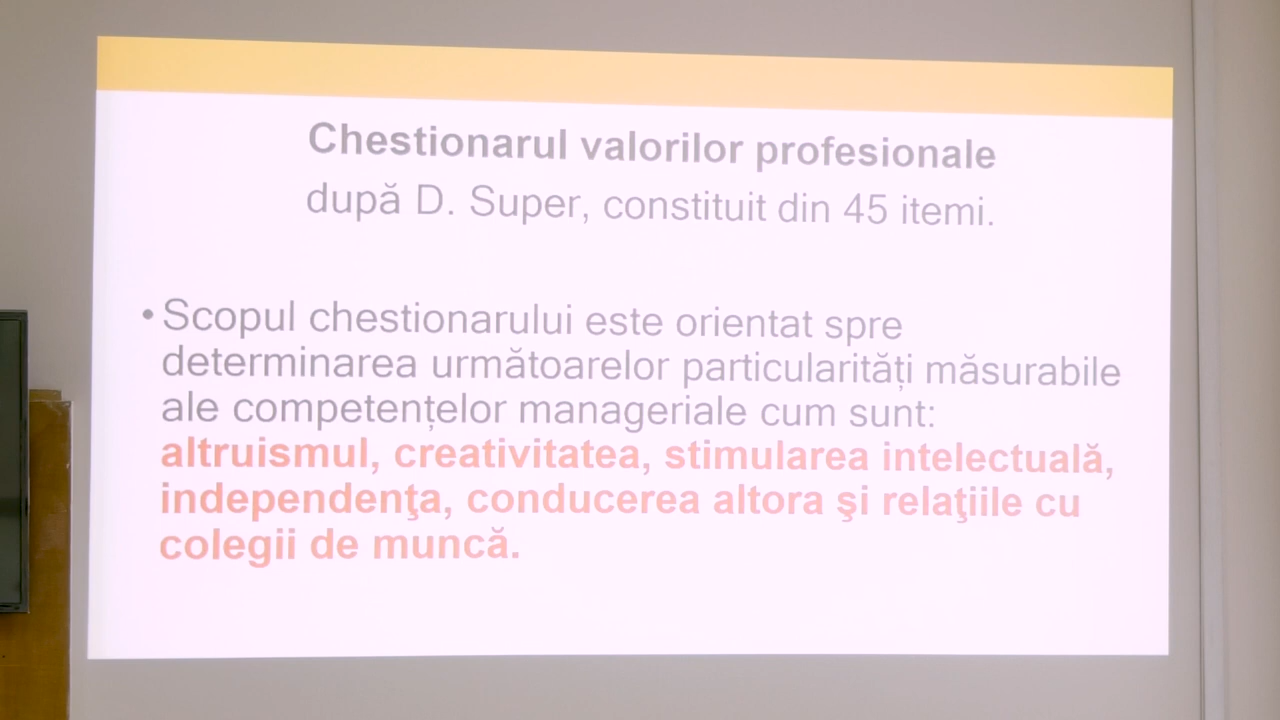 Chestionarul valorilor profesionale
după D. Super, constituit din 45 itemi.
• Scopul chestionarului este orientat spre
determinarea următoarelor particularități măsurabile
ale competențelor manageriale cum sunt:
altruismul, creativitatea, stimularea intelectuală,
independenţa, conducerea altora şi relaţiile cu
colegii de muncă.